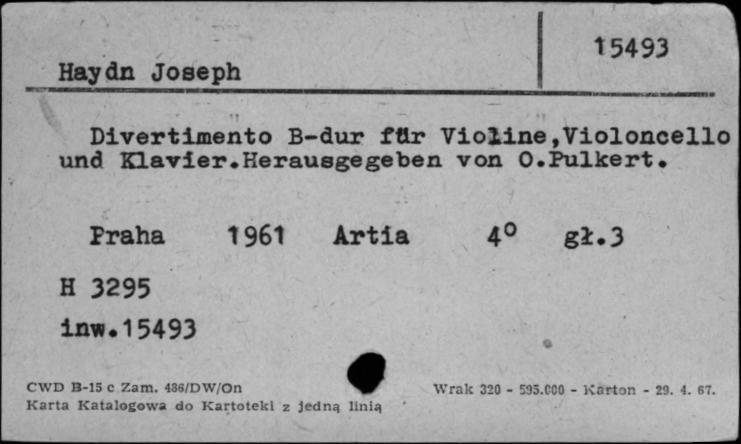 15493
Haydn Joseph
Divertimento B-dur für Violine,Violoncello
und Klavier.Herausgegeben von O.Pulkert.
Praha 1961 Artia 4° gł.3
H 3295
inw.15493
CWD B-15 c Zam. 486/DW/On Wrak 320 - 595.000 - Karton - 29. 4. 67.
Karta Katalogowa do Kartoteki z jedną linią